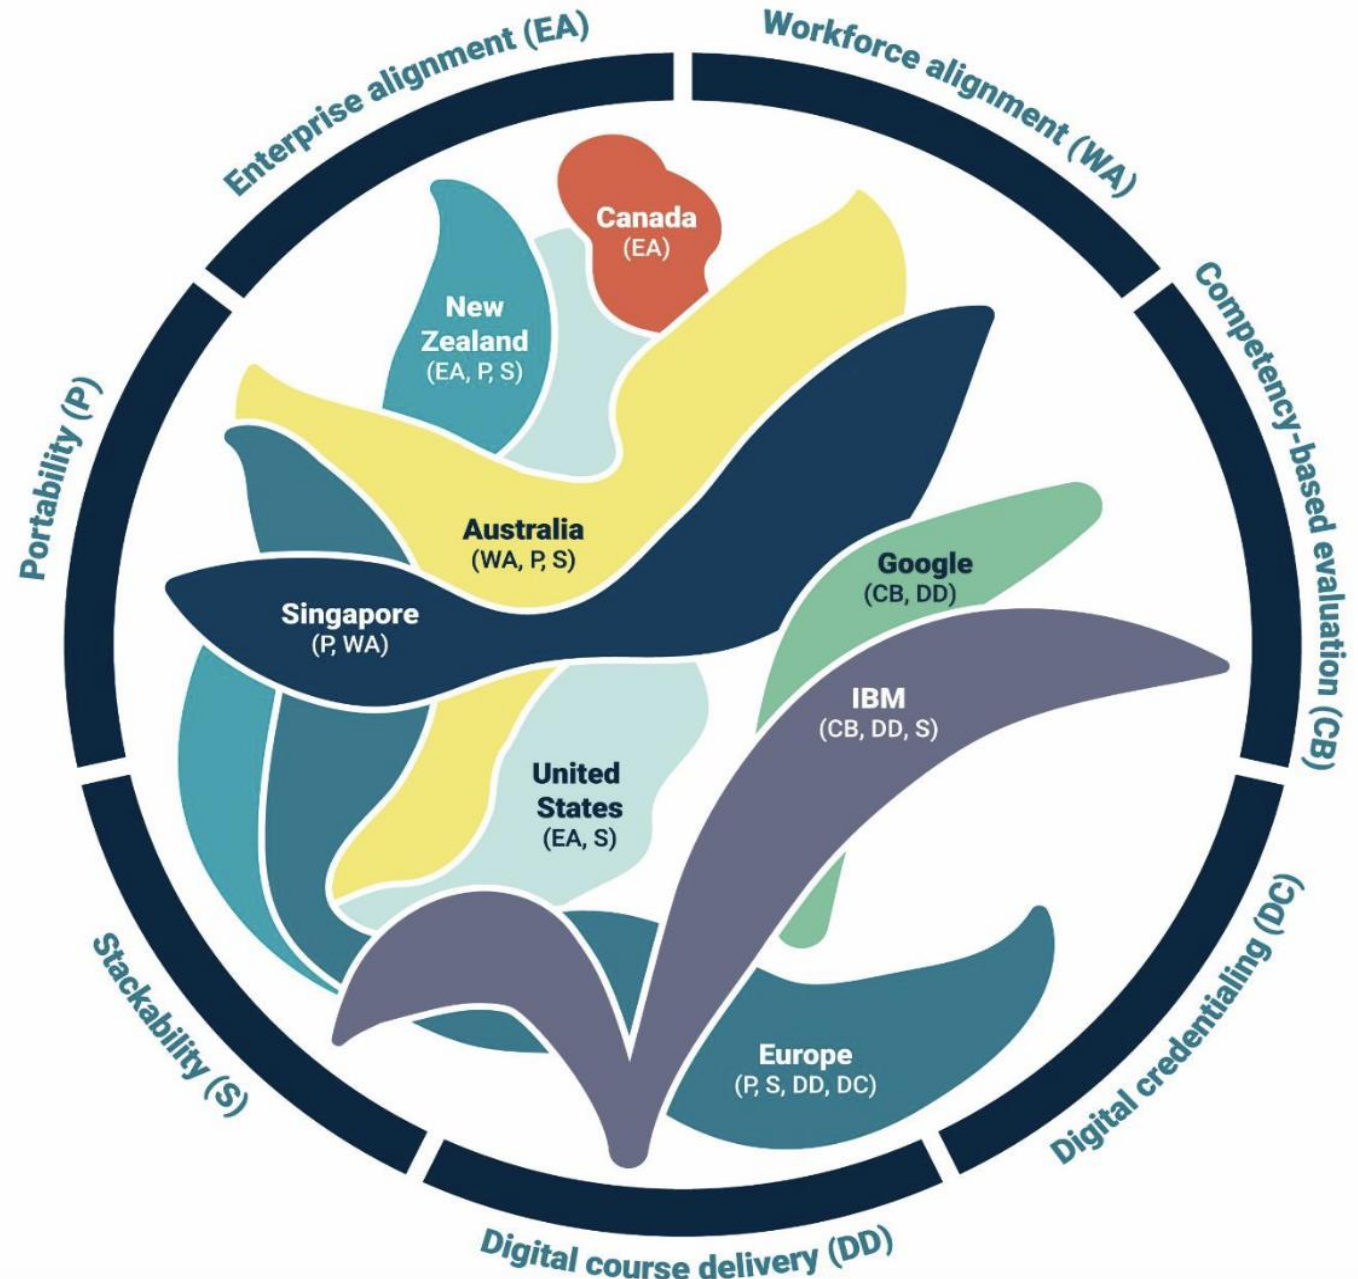 Enterprise alignment (EA)
Workforce alignment (WA)
Competency-based evaluation (CB)
Digital credentialing (DC)
Digital course delivery (DD)
Stackability (S)
Portability (P)
Canada
(EA)
New
Zealand
(EA, P, S)
Australia
(WA, P, S)
Google
(CB, DD)
Singapore
(P, WA)
IBM
(CB, DD, S)
United
States
(EA, S)
Europe
(P, S, DD, DC)